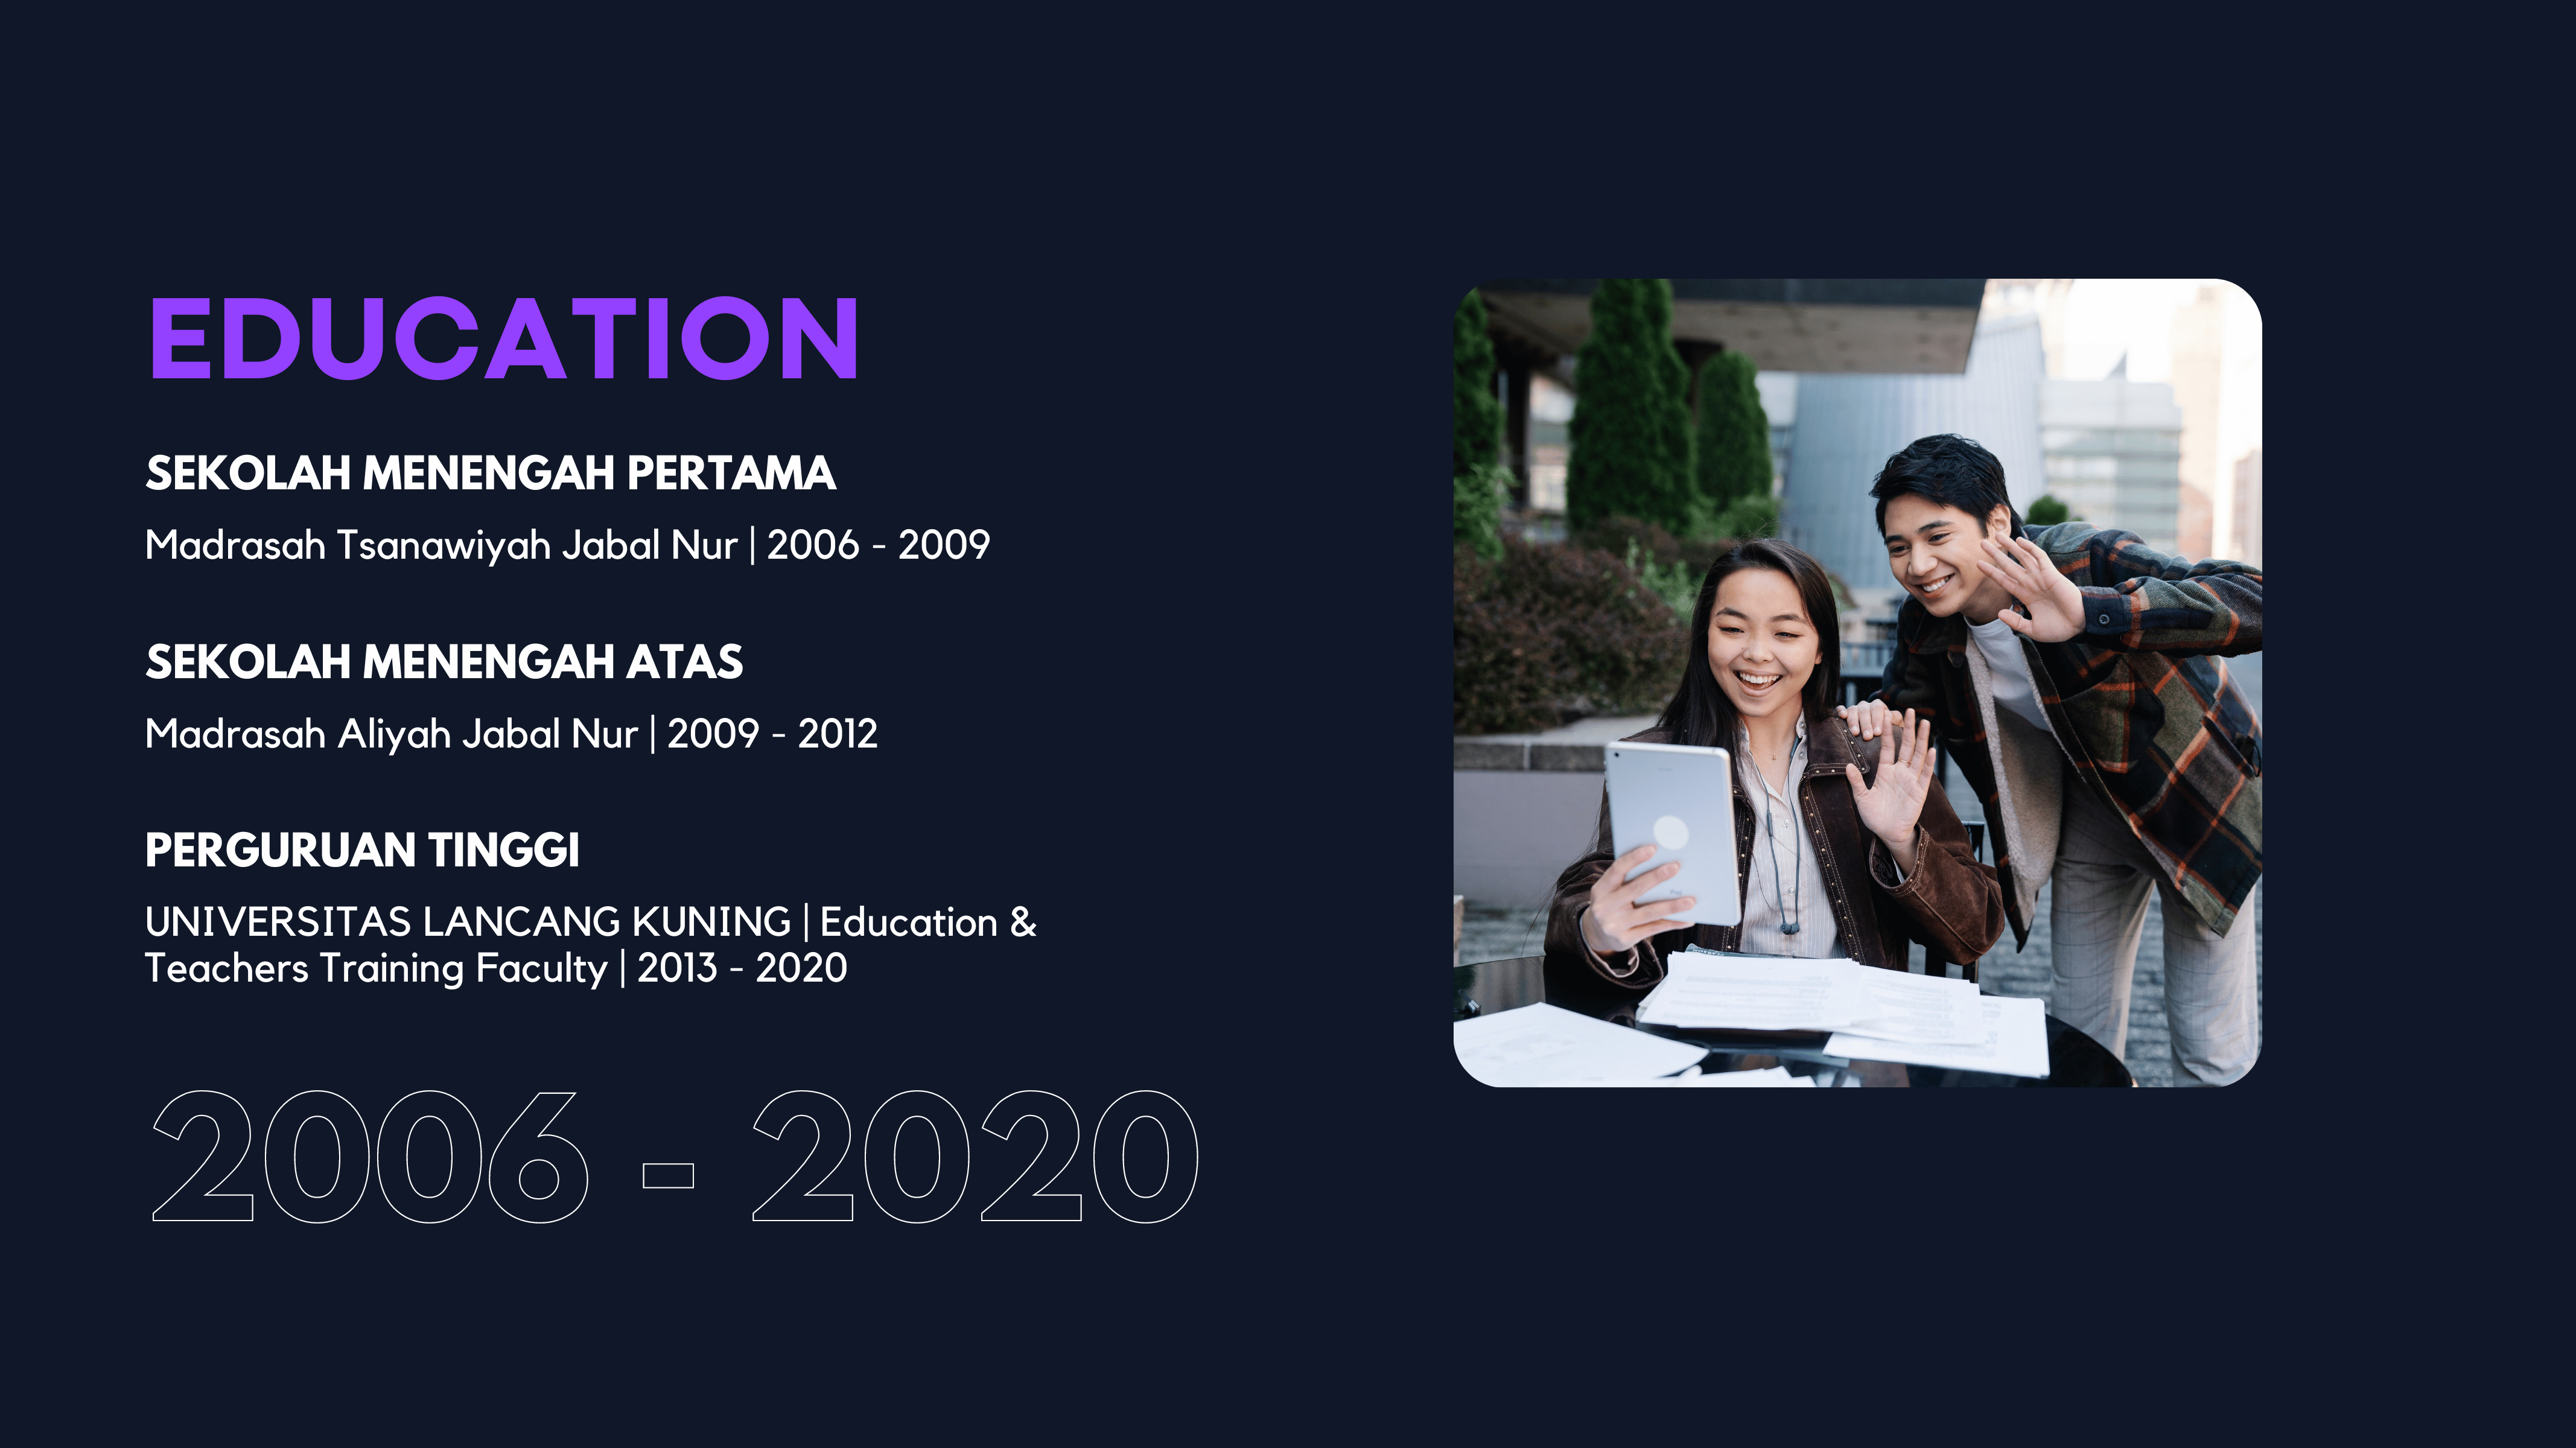 EDUCATION
SEKOLAH MENENGAH PERTAMA
Madrasah Tsanawiyah Jabal Nur | 2006 - 2009
SEKOLAH MENENGAH ATAS
Madrasah Aliyah Jabal Nur | 2009 - 2012
PERGURUAN TINGGI
UNIVERSITAS LANCANG KUNING | Education &
Teachers Training Faculty | 2013 - 2020
2006 - 2020